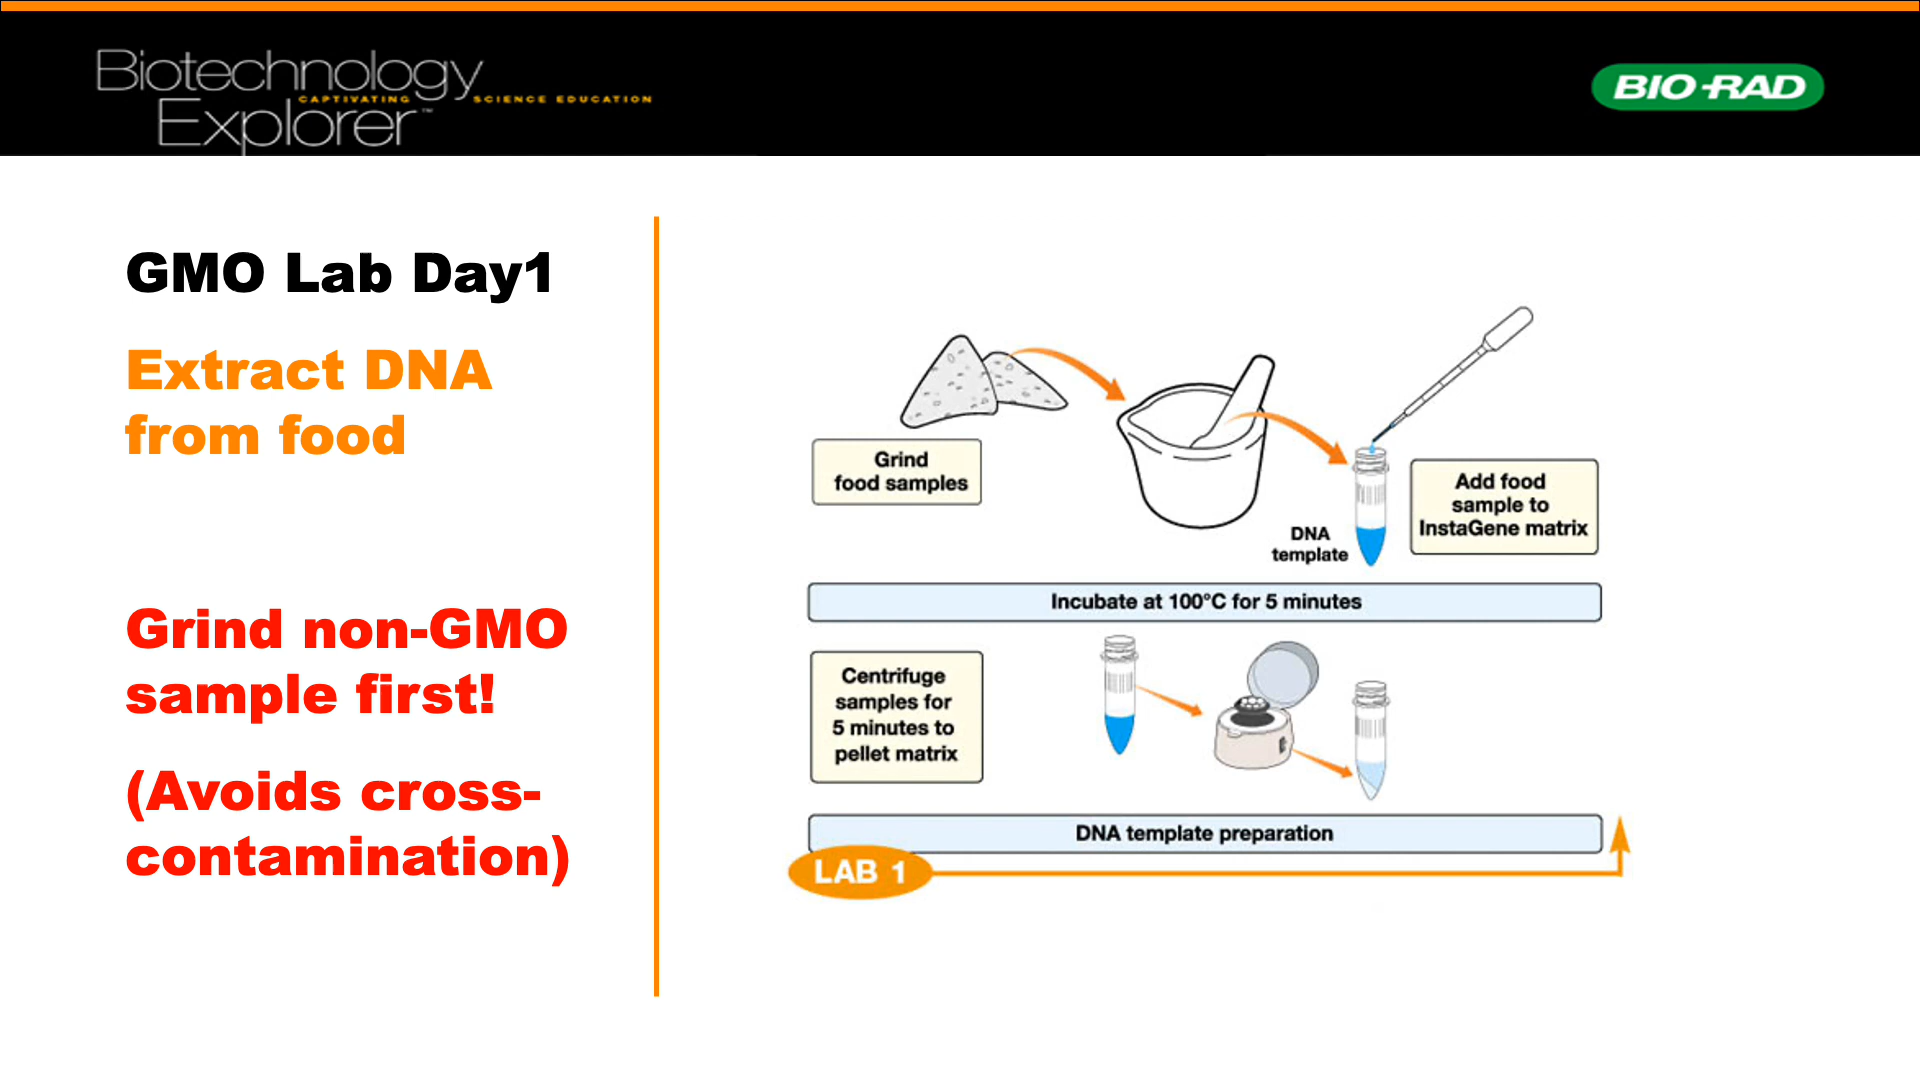 Biotechnology
CAPTIVATING SCIENCE EDUCATION
Explorer™
BIO-RAD
GMO Lab Day1
Extract DNA
from food
Grind non-GMO
sample first!
(Avoids cross-
contamination)
Grind
food samples
DNA
template
Add food
sample to
InstaGene matrix
Incubate at 100°C for 5 minutes
Centrifuge
samples for
5 minutes to
pellet matrix
DNA template preparation
LAB 1